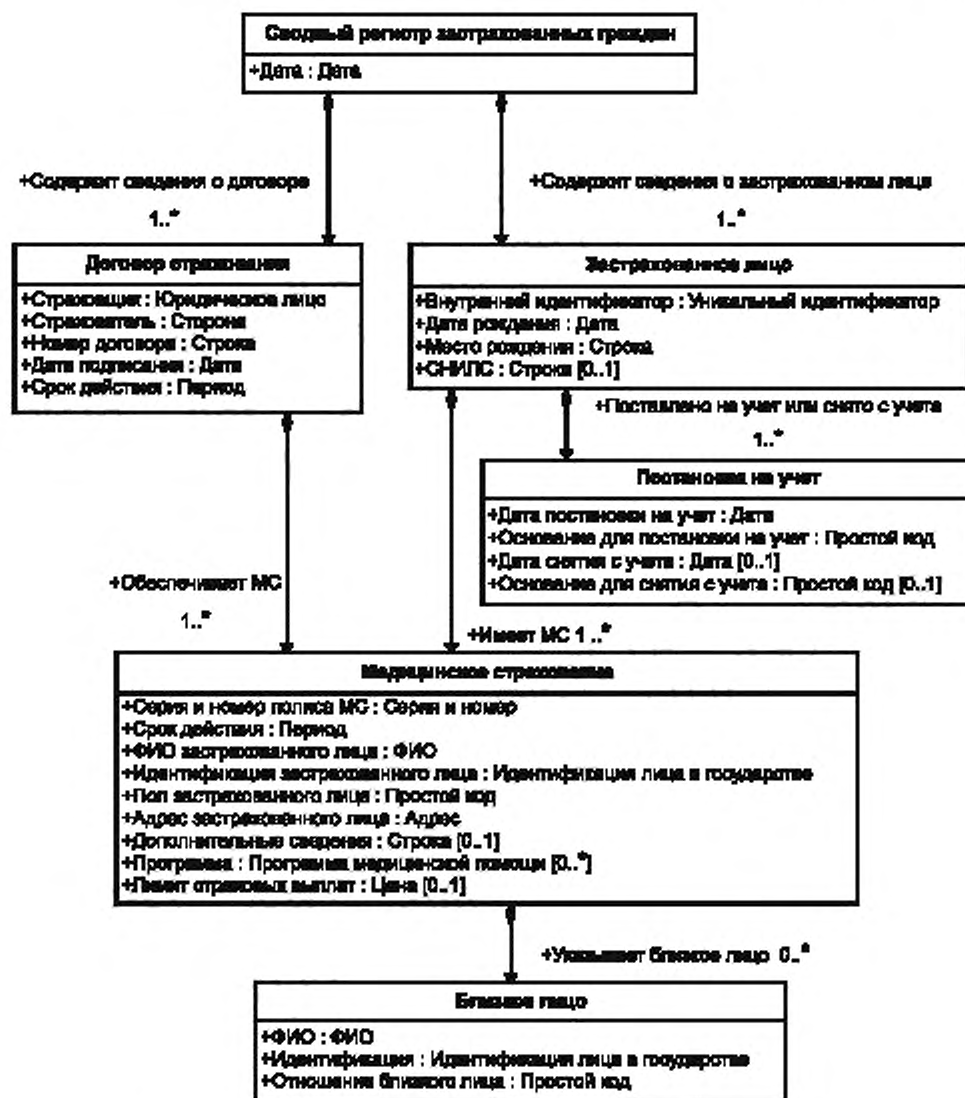 Сводный регистр застрахованных граждан
+Дата : Дата
+Содержит сведения о договоре
1..*
+Содержит сведения о застрахованном лице
1..*
Договор страхования
+Страховщик : Юридическое лицо
+Страхователь : Сторона
+Номер договора : Строка
+Дата подписания : Дата
+Срок действия : Период
Застрахованное лицо
+Внутренний идентификатор : Уникальный идентификатор
+Дата рождения : Дата
+Место рождения : Строка
+СНИЛС : Строка [0..1]
+Поставлено на учет или снято с учета
1..*
Постановка на учет
+Дата постановки на учет : Дата
+Основание для постановки на учет : Простой код
+Дата снятия с учета : Дата [0..1]
+Основание для снятия с учета : Простой код [0..1]
+Обеспечивает МС
1..*
+Имеет МС 1..*
Медицинское страхование
+Серия и номер полиса МС : Серия и номер
+Срок действия : Период
+ФИО застрахованного лица : ФИО
+Идентификация застрахованного лица : Идентификация лица в государстве
+Пол застрахованного лица : Простой код
+Адрес застрахованного лица : Адрес
+Дополнительные сведения : Строка [0..1]
+Программа : Программа медицинской помощи [0..*]
+Лимит страховых выплат : Цена [0..1]
+Указывает близкое лицо 0..*
Близкое лицо
+ФИО : ФИО
+Идентификация : Идентификация лица в государстве
+Отношение близкого лица : Простой код